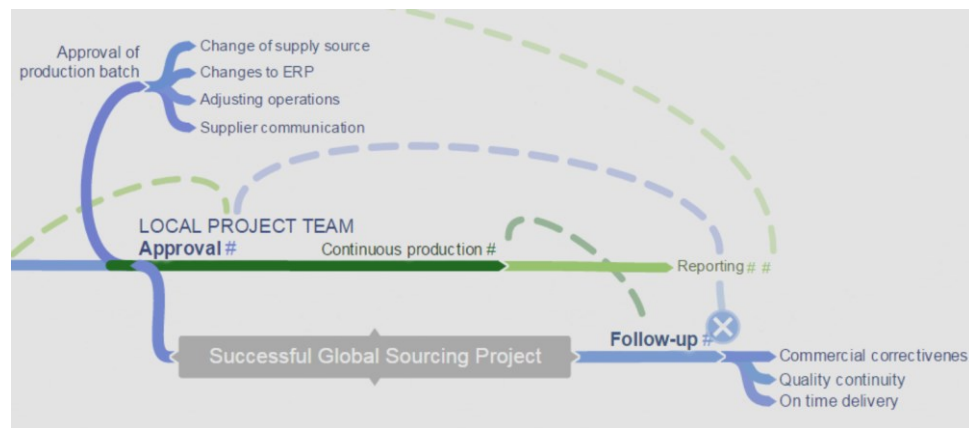 Approval of
production batch
Change of supply source
Changes to ERP
Adjusting operations
Supplier communication
LOCAL PROJECT TEAM
Approval #
Continuous production #
Reporting # #
Successful Global Sourcing Project
Follow-up #
Commercial correctivenes
Quality continuity
On time delivery